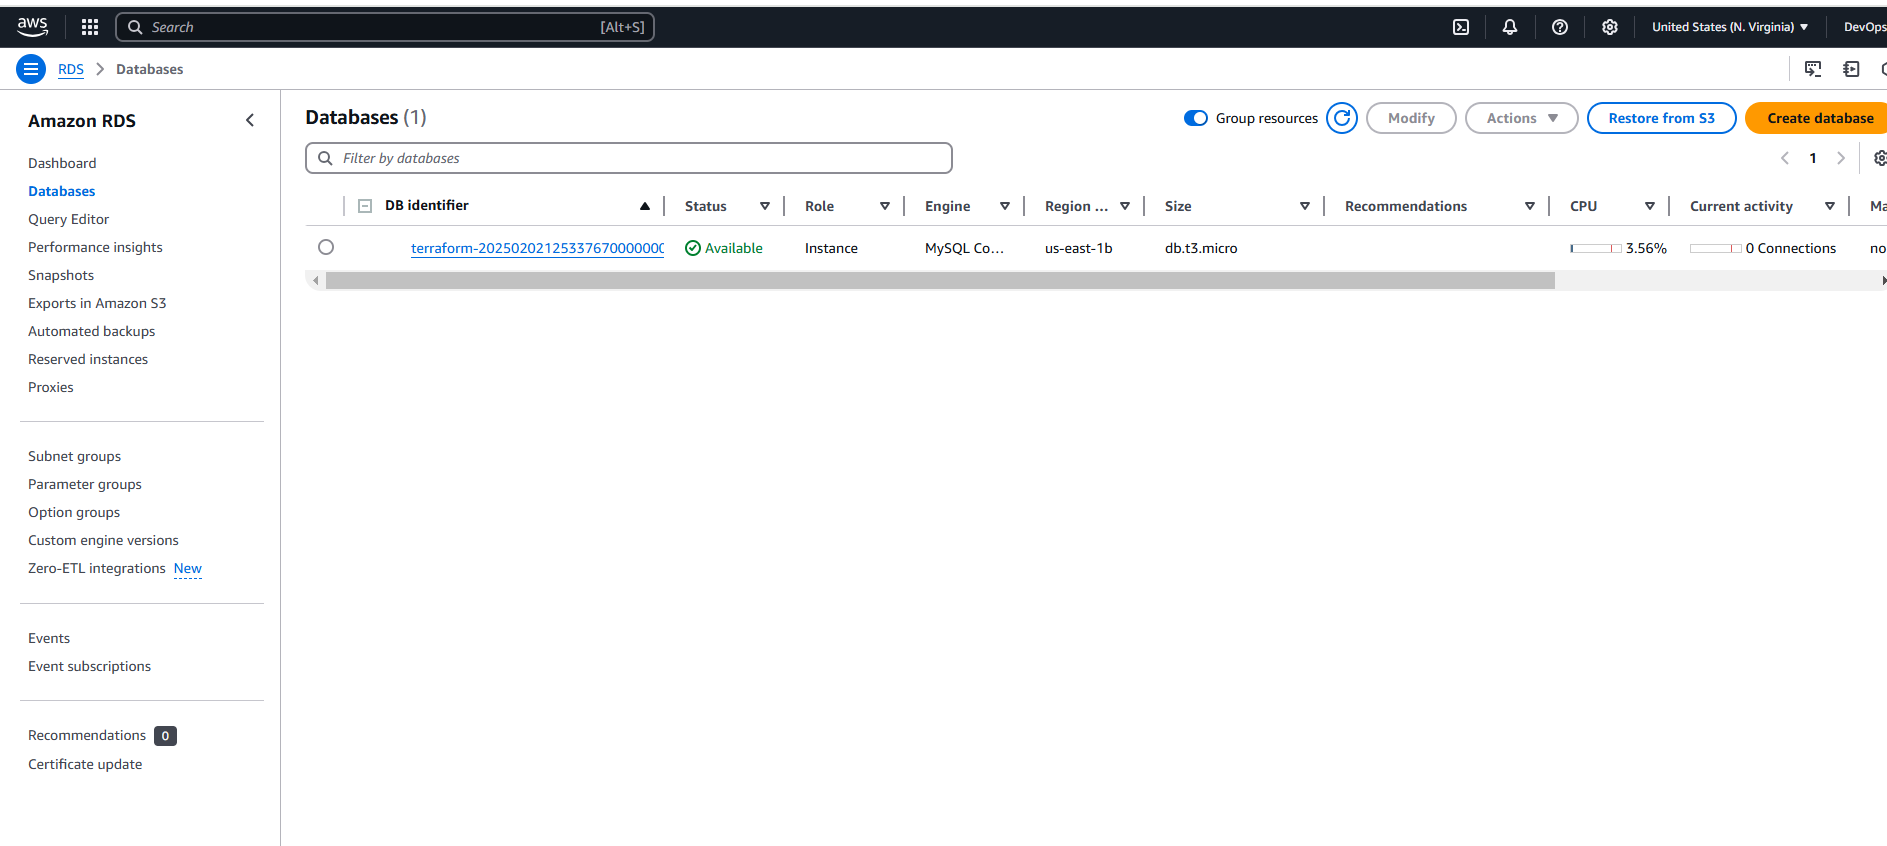 aws
Search [Alt+S] United States (N. Virginia) DevOps
RDS Databases
Amazon RDS
Dashboard
Databases
Query Editor
Performance insights
Snapshots
Exports in Amazon S3
Automated backups
Reserved instances
Proxies
Subnet groups
Parameter groups
Option groups
Custom engine versions
Zero-ETL integrations New
Events
Event subscriptions
Recommendations 0
Certificate update
Databases (1)
Group resources Modify Actions Restore from S3 Create database
Filter by databases 1
DB identifier Status Role Engine Region ... Size Recommendations CPU Current activity Ma
Available Instance MySQL Co... us-east-1b db.t3.micro 3.56% 0 Connections no